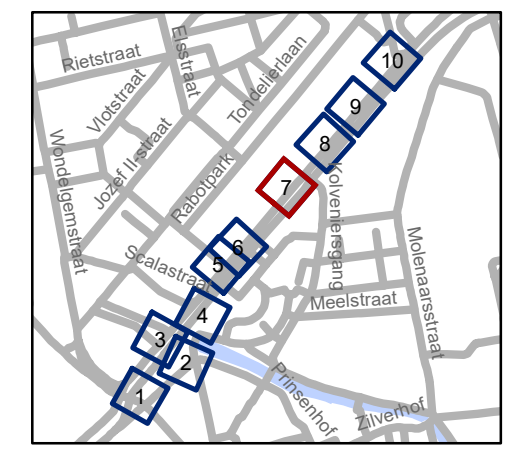 10
Rietstraat
Elsstraat
Tondelierlaan
Vlotstraat
9
Jozef II-straat
8
Wondelgemstraat
Rabotpark
7
Kolveniersgang
6
Scalastraat
5
Molenaarsstraat
Meelstraat
4
3
2
Prinsenhof
1
Zilverhof